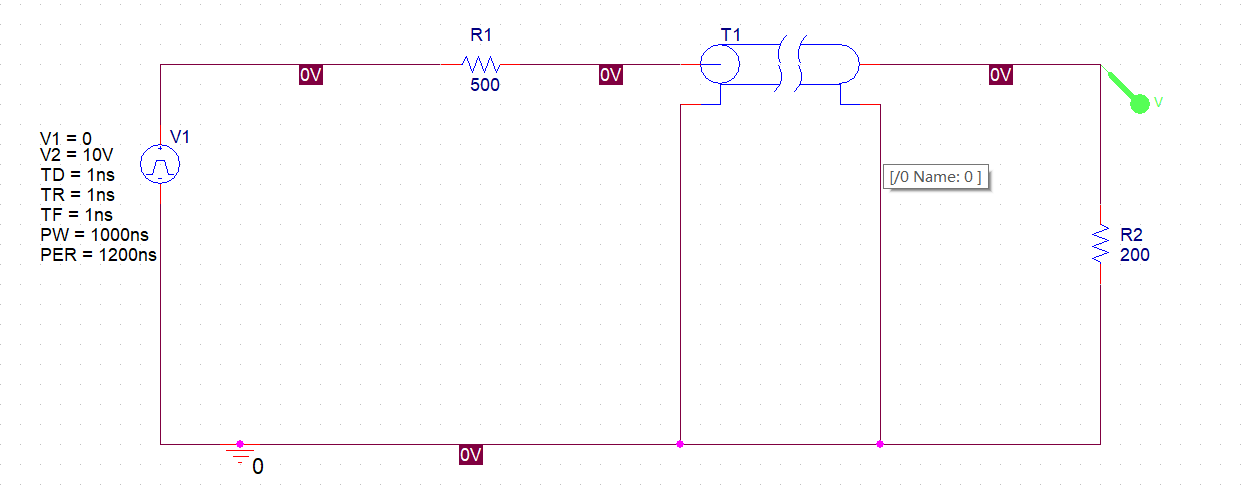 R1
T1
0V
0V
0V
500
V
V1
V1 = 0
V2 = 10V
TD = 1ns
TR = 1ns
TF = 1ns
PW = 1000ns
PER = 1200ns
[/0 Name: 0 ]
R2
200
0V
0